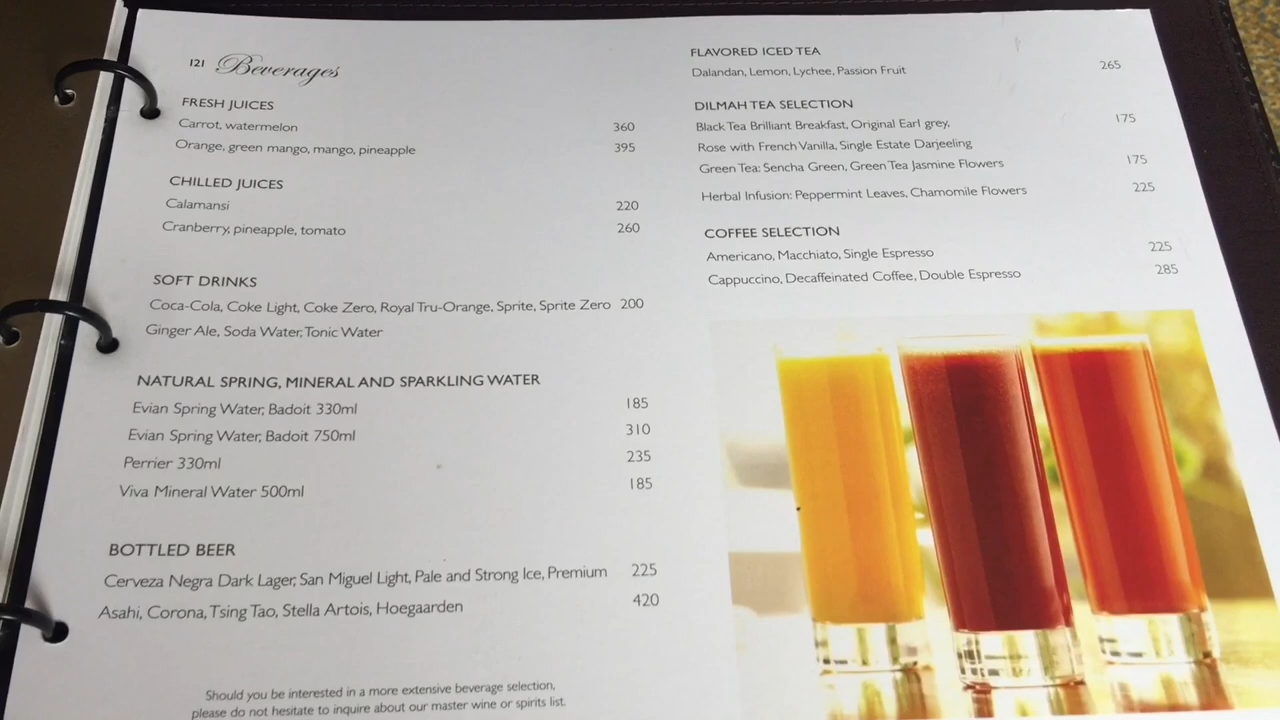 121 Beverages
FRESH JUICES
Carrot, watermelon 360
Orange, green mango, mango, pineapple 395
CHILLED JUICES
Calamansi 220
Cranberry, pineapple, tomato 260
SOFT DRINKS
Coca-Cola, Coke Light, Coke Zero, Royal Tru-Orange, Sprite, Sprite Zero 200
Ginger Ale, Soda Water, Tonic Water
NATURAL SPRING, MINERAL AND SPARKLING WATER
Evian Spring Water, Badoit 330ml 185
Evian Spring Water, Badoit 750ml 310
Perrier 330ml 235
Viva Mineral Water 500ml 185
BOTTLED BEER
Cerveza Negra Dark Lager, San Miguel Light, Pale and Strong Ice, Premium 225
Asahi, Corona, Tsing Tao, Stella Artois, Hoegaarden 420
Should you be interested in a more extensive beverage selection,
please do not hesitate to inquire about our master wine or spirits list.
FLAVORED ICED TEA
Dalandan, Lemon, Lychee, Passion Fruit 265
DILMAH TEA SELECTION
Black Tea Brilliant Breakfast, Original Earl grey, 175
Rose with French Vanilla, Single Estate Darjeeling
Green Tea: Sencha Green, Green Tea Jasmine Flowers 175
Herbal Infusion: Peppermint Leaves, Chamomile Flowers 225
COFFEE SELECTION
Americano, Macchiato, Single Espresso 225
Cappuccino, Decaffeinated Coffee, Double Espresso 285